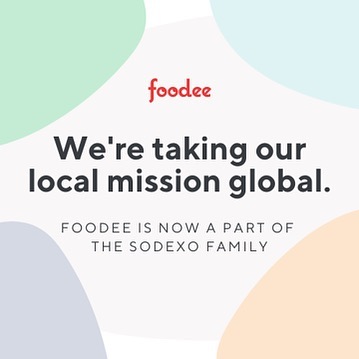 foodee
We're taking our
local mission global.
FOODEE IS NOW A PART OF
THE SODEXO FAMILY